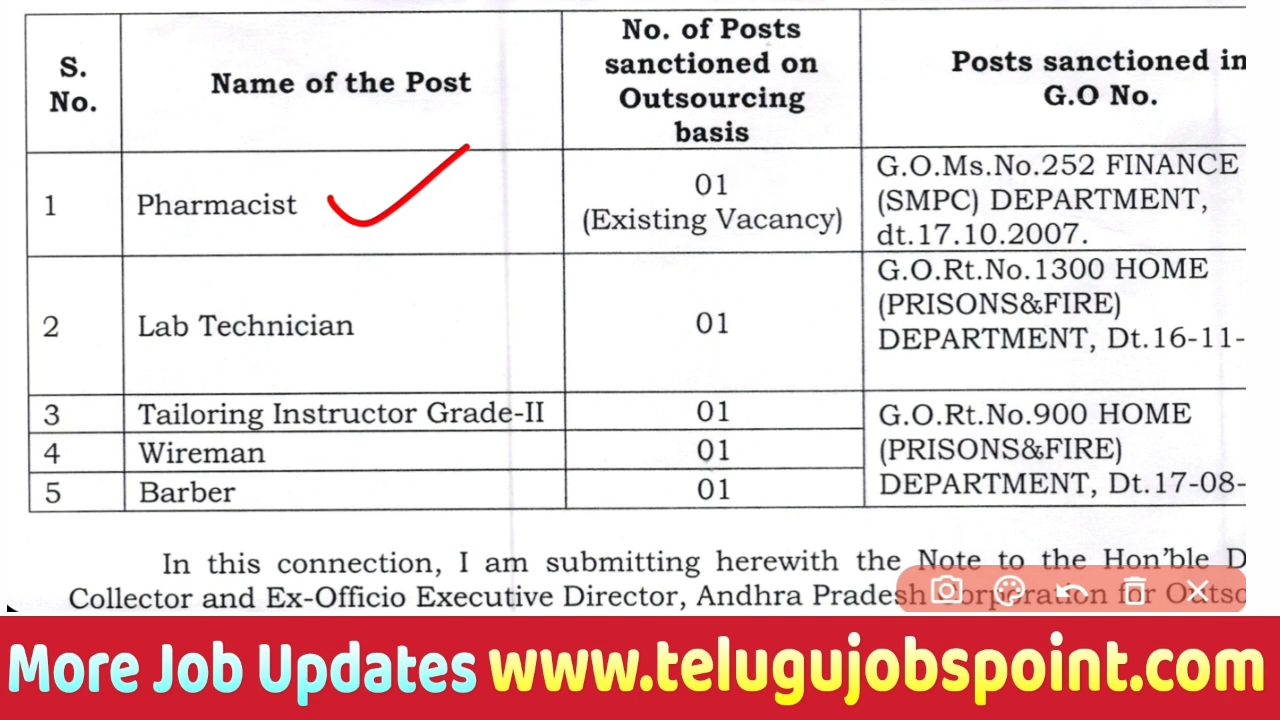 S.
No.
Name of the Post
No. of Posts
sanctioned on
Outsourcing
basis
Posts sanctioned in
G.O No.
1
Pharmacist
01
(Existing Vacancy)
G.O.Ms.No.252 FINANCE
(SMPC) DEPARTMENT,
dt.17.10.2007.
2
Lab Technician
01
G.O.Rt.No.1300 HOME
(PRISONS&FIRE)
DEPARTMENT, Dt.16-11-
3
Tailoring Instructor Grade-II
01
G.O.Rt.No.900 HOME
(PRISONS&FIRE)
DEPARTMENT, Dt.17-08-
4
Wireman
01
5
Barber
01
In this connection, I am submitting herewith the Note to the Hon’ble D
Collector and Ex-Officio Executive Director, Andhra Pradesh Corporation for Outso
More Job Updates www.telugujobspoint.com